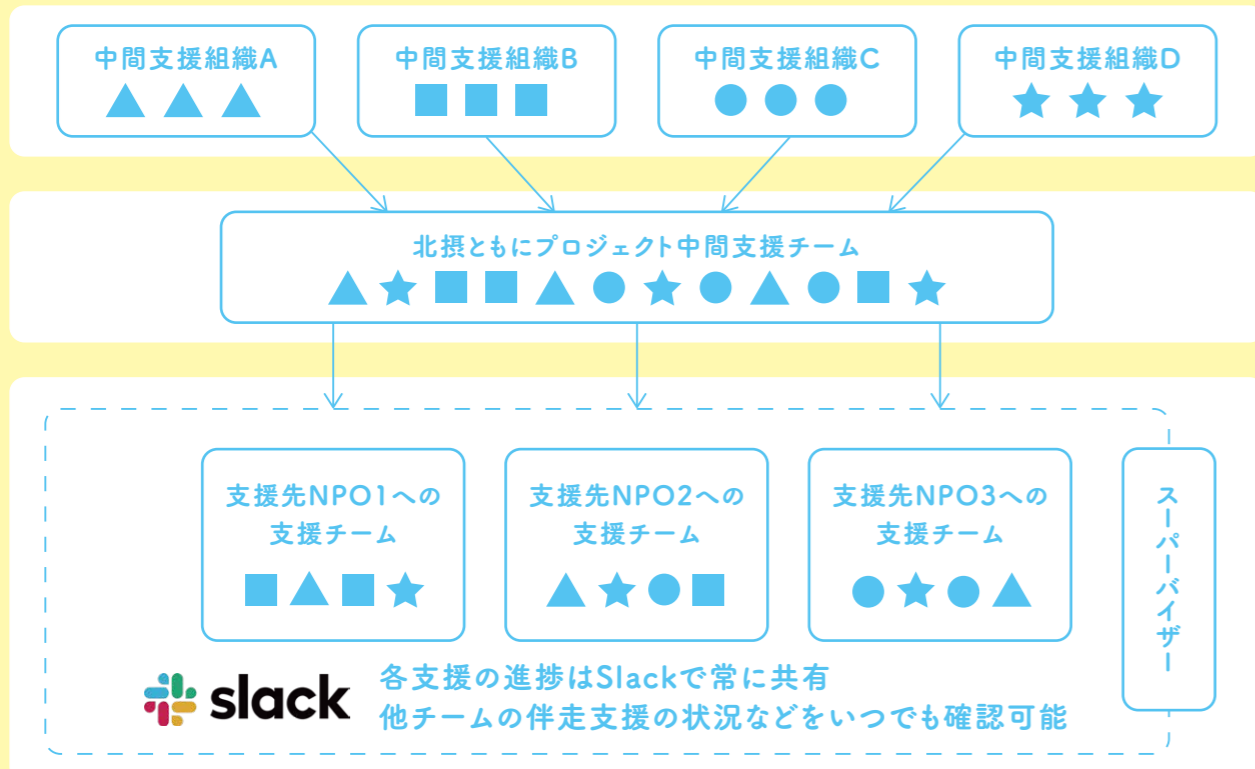 中間支援組織A
中間支援組織B
中間支援組織C
中間支援組織D
北摂ともにプロジェクト中間支援チーム
支援先NPO1への
支援チーム
支援先NPO2への
支援チーム
支援先NPO3への
支援チーム
スーパーバイザー
slack
各支援の進捗はSlackで常に共有
他チームの伴走支援の状況などをいつでも確認可能